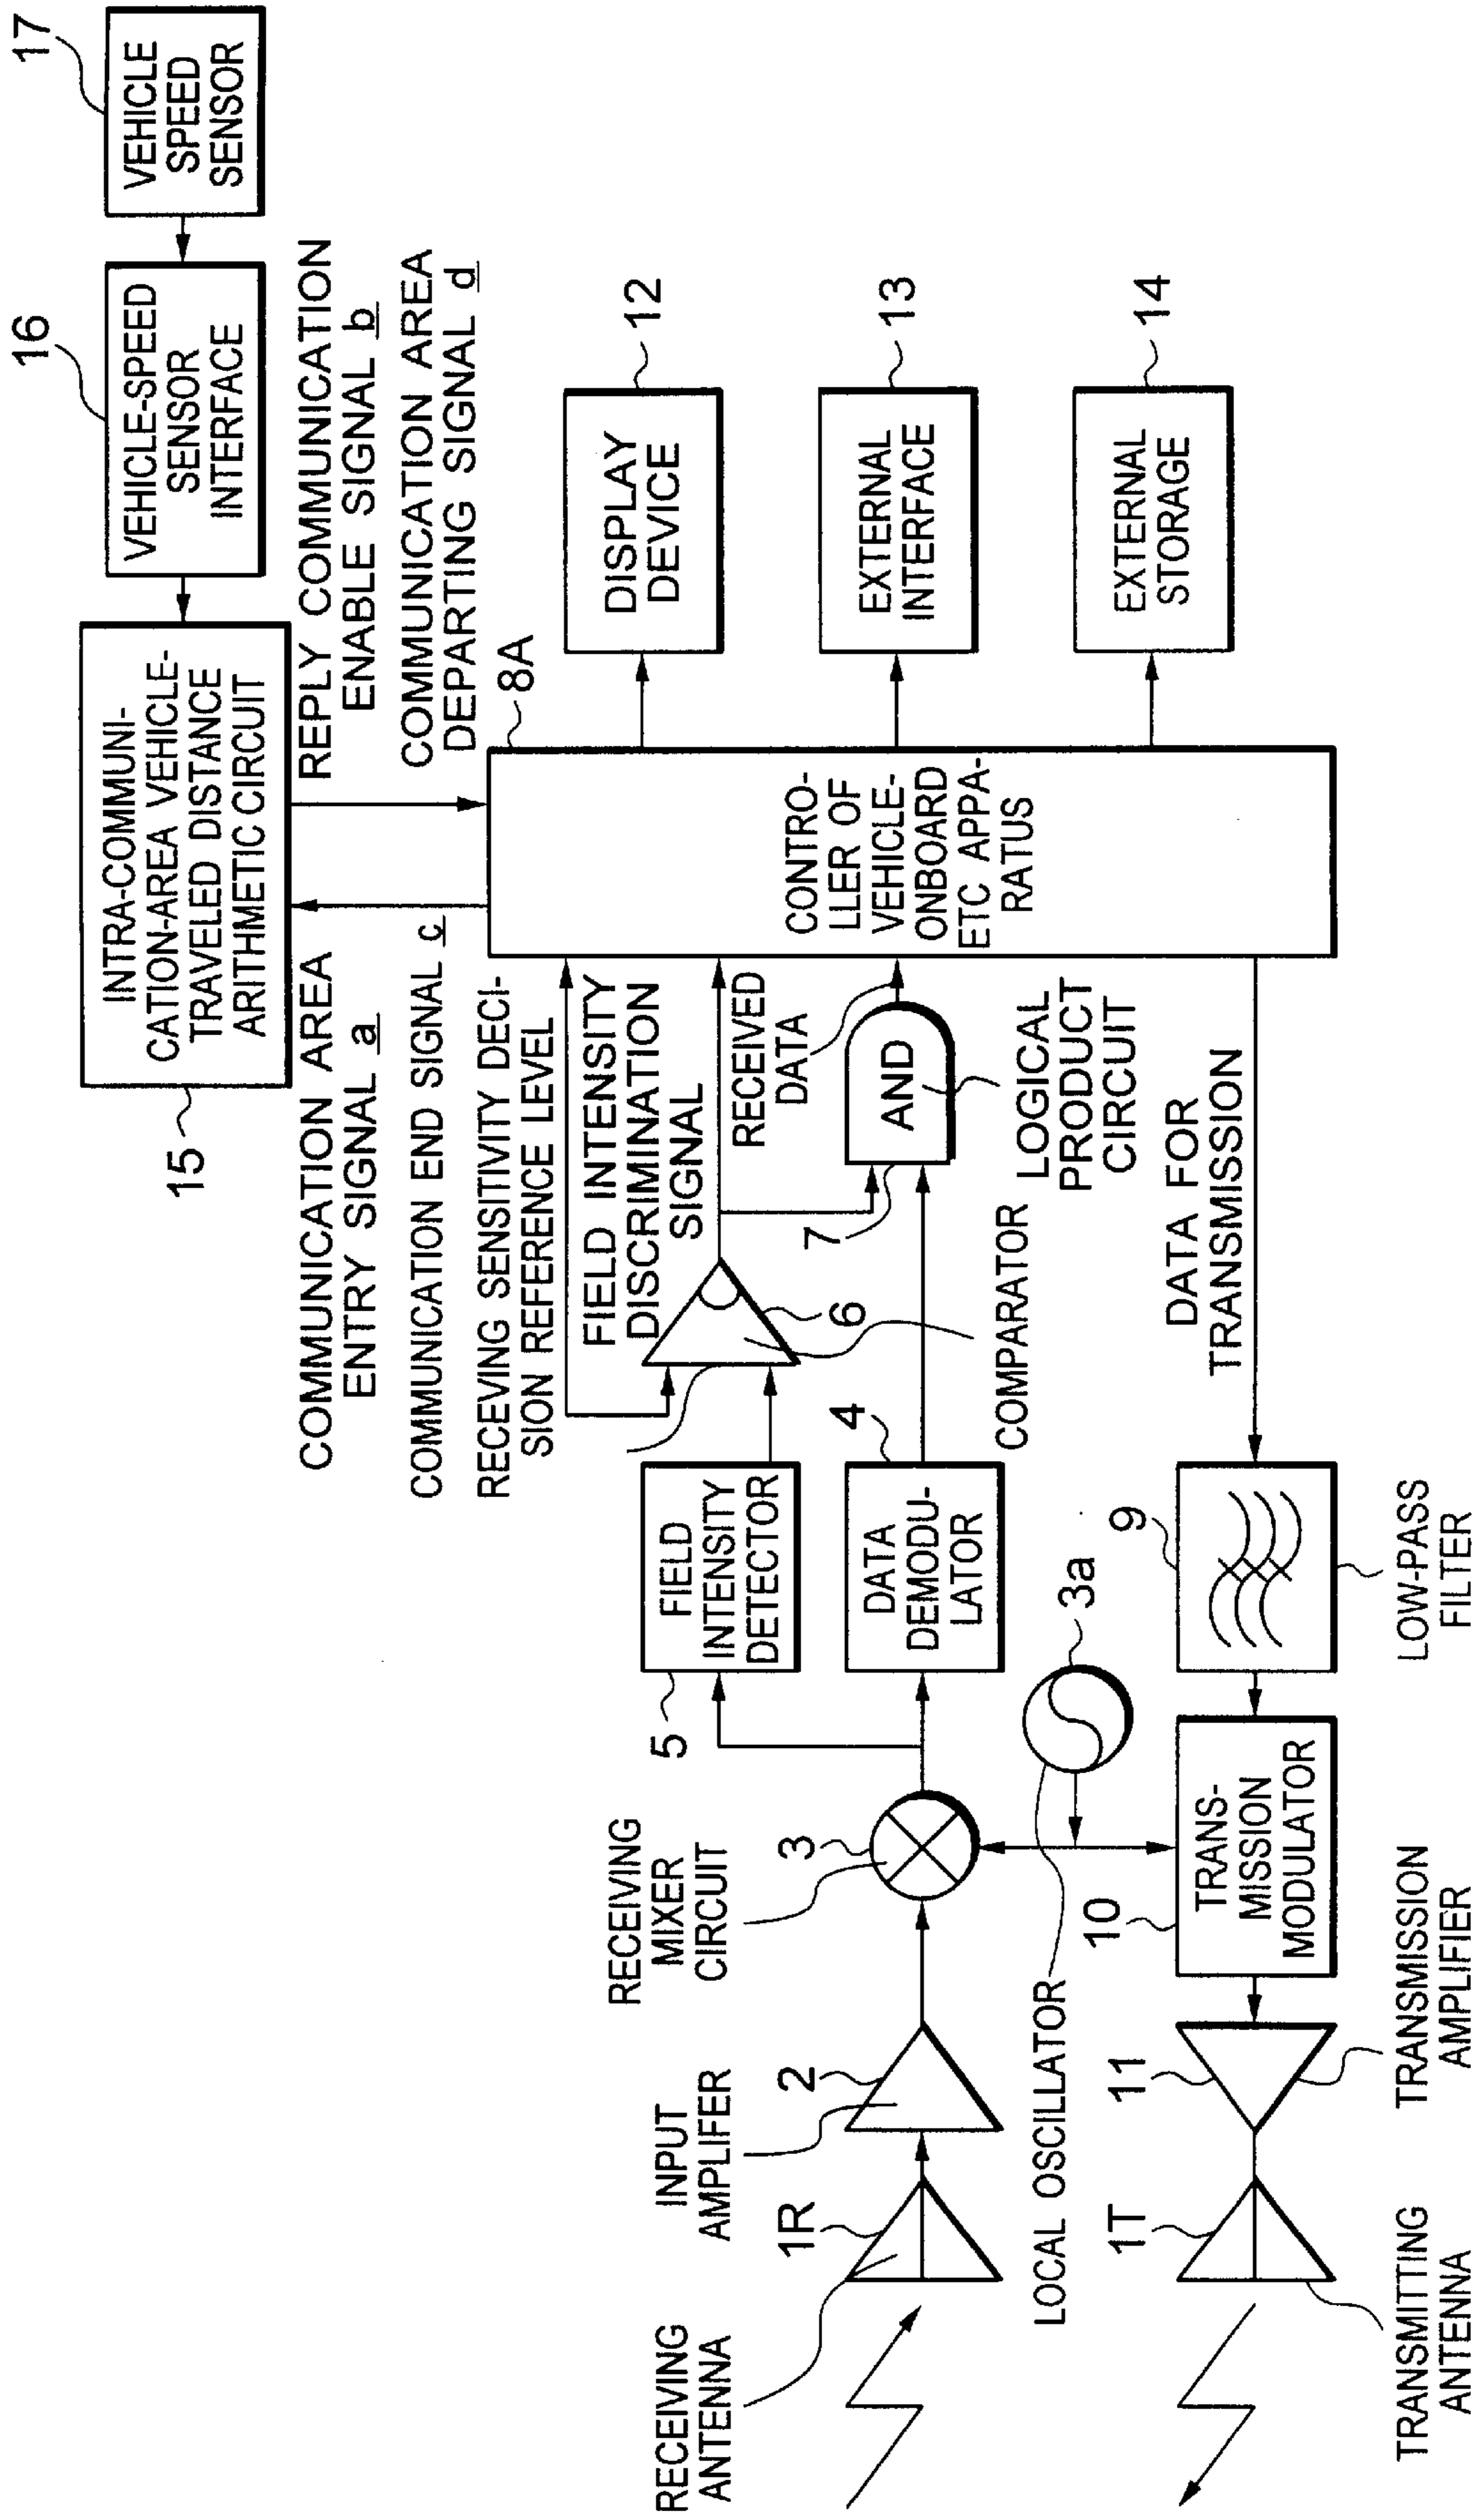 17
VEHICLE
SPEED
SENSOR
16
VEHICLE-SPEED
SENSOR
INTERFACE
INTRA-COMMUNI-
CATION-AREA VEHICLE-
TRAVELED DISTANCE
ARITHMETIC CIRCUIT
15
REPLY COMMUNICATION
ENABLE SIGNAL b
COMMUNICATION AREA
DEPARTING SIGNAL d
COMMUNICATION AREA
ENTRY SIGNAL a
COMMUNICATION END SIGNAL c
RECEVING SENSITIVITY DECI-
SION REFERENCE LEVEL
8A
CONTRO-
LLER OF
VEHICLE-
ONBOARD
ETC APPA-
RATUS
DISPLAY
DEVICE
12
EXTERNAL
INTERFACE
13
EXTERNAL
STORAGE
14
FIELD INTENSITY
DISCRIMINATION
SIGNAL
RECEIVED
DATA
AND
7
LOGICAL
PRODUCT
CIRCUIT
6
COMPARATOR
DATA FOR
TRANSMISSION
FIELD
INTENSITY
DETECTOR
5
DATA
DEMODU-
LATOR
4
3a
9
LOW-PASS
FILTER
RECEIVING
MIXER
CIRCUIT
3
TRANS-
MISSION
MODULATOR
10
LOCAL OSCILLATOR
INPUT
AMPLIFER
2
11
TRANSMISSION
AMPLIFIER
1R
RECEIVING
ANTENNA
1T
TRANSMITTING
ANTENNA